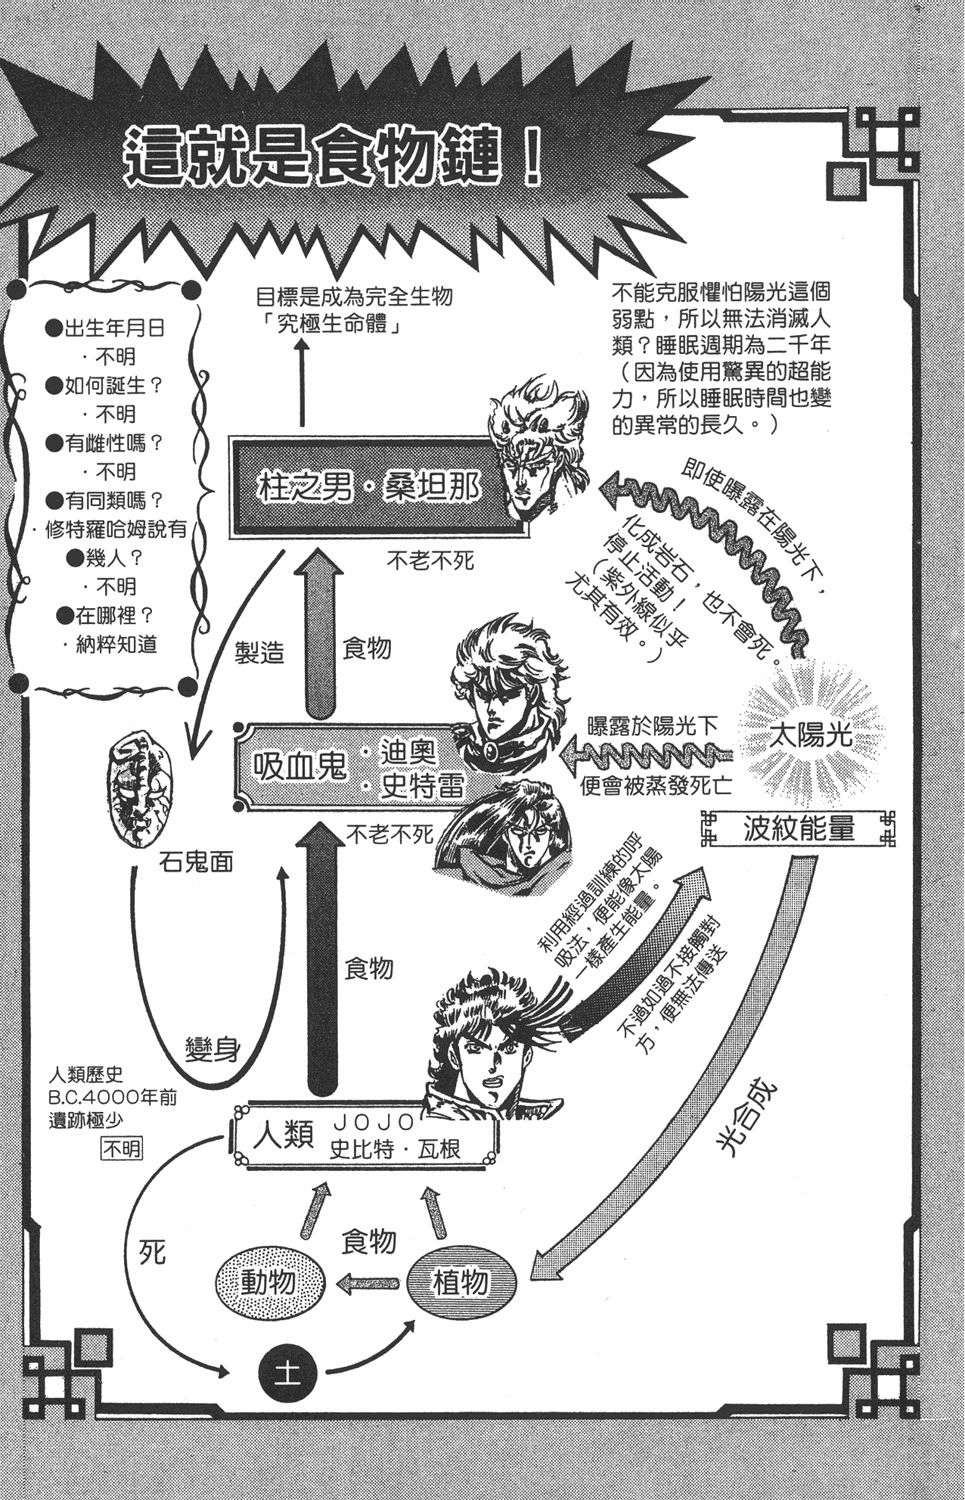 這就是食物鏈！
●出生年月日
・不明
●如何誕生？
・不明
●有雌性嗎？
・不明
●有同類嗎？
・修特羅哈姆說有
●幾人？
・不明
●在哪裡？
・納粹知道
目標是成為完全生物
「究極生命體」
不能克服懼怕陽光這個
弱點，所以無法消滅人
類？睡眠週期為二千年
（因為使用驚異的超能
力，所以睡眠時間也變
的異常的長久。）
柱之男・桑坦那
不老不死
即使曝露在陽光下，
化成岩石，也不會死。
停止活動！
（紫外線似乎
尤其有效。）
製造
食物
吸血鬼
・迪奧
・史特雷
不老不死
曝露於陽光下
便會被蒸發死亡
太陽光
波紋能量
石鬼面
變身
食物
利用經過訓練的呼
吸法，便能像太陽
一樣產生能量。
不過如過不接觸對
方，便無法傳送
光合成
人類歷史
B.C.4000年前
遺跡極少
不明
人類
ＪＯＪＯ
史比特・瓦根
死
食物
動物
植物
土